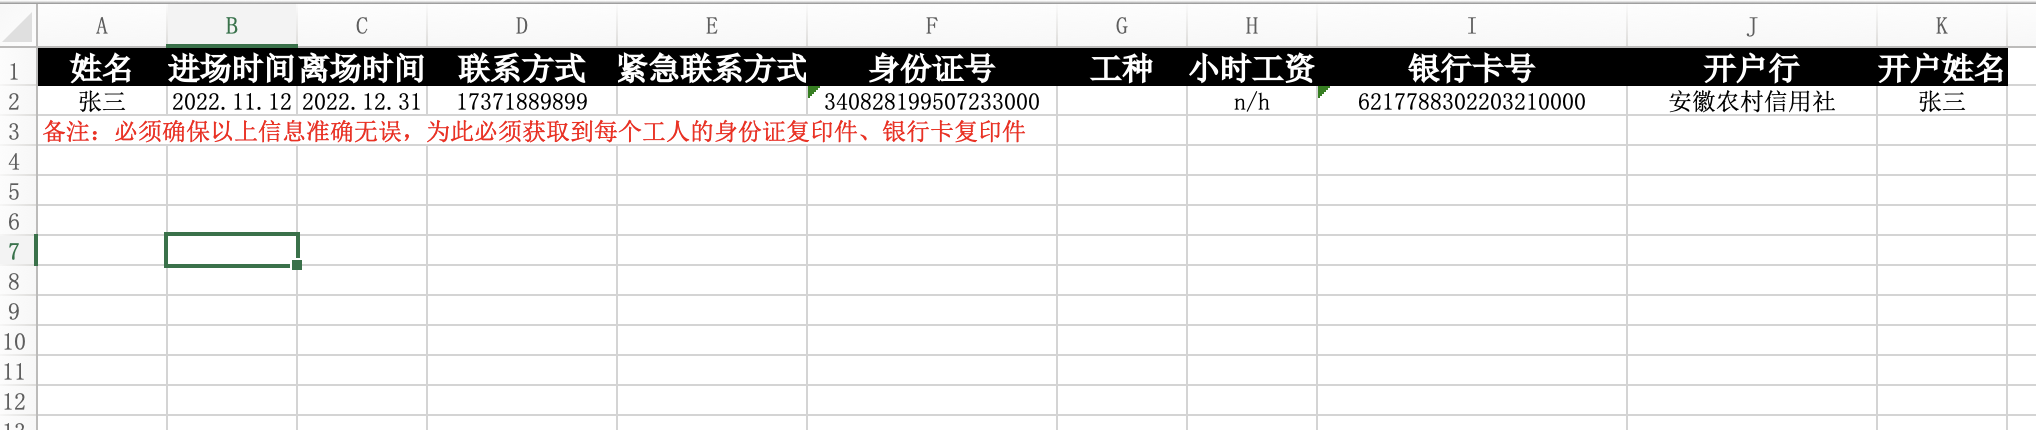 A B C D E F G H I J K
1 姓名 进场时间 离场时间 联系方式 紧急联系方式 身份证号 工种 小时工资 银行卡号 开户行 开户姓名
2 张三 2022.11.12 2022.12.31 17371889899 340828199507233000 n/h 6217788302203210000 安徽农村信用社 张三
3 备注：必须确保以上信息准确无误，为此必须获取到每个工人的身份证复印件、银行卡复印件
4
5
6
7
8
9
10
11
12
13